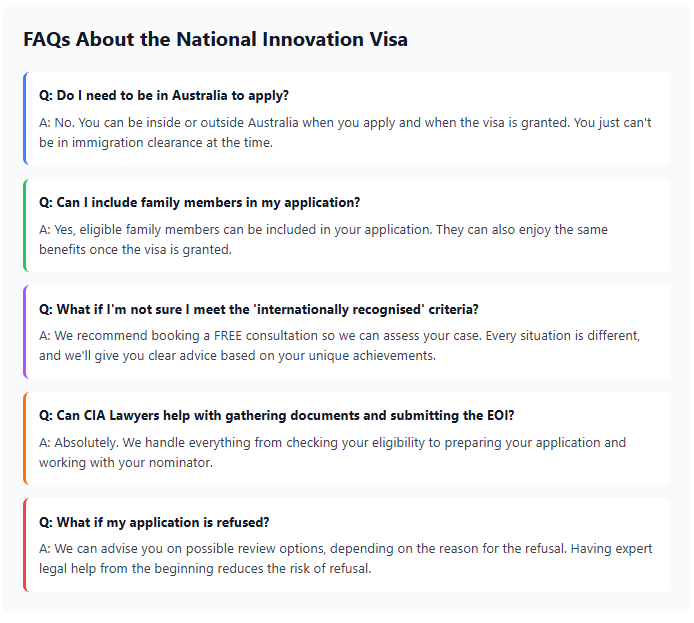 FAQs About the National Innovation Visa
Q: Do I need to be in Australia to apply?
A: No. You can be inside or outside Australia when you apply and when the visa is granted. You just can't
be in immigration clearance at the time.
Q: Can I include family members in my application?
A: Yes, eligible family members can be included in your application. They can also enjoy the same
benefits once the visa is granted.
Q: What if I'm not sure I meet the 'internationally recognised' criteria?
A: We recommend booking a FREE consultation so we can assess your case. Every situation is different,
and we'll give you clear advice based on your unique achievements.
Q: Can CIA Lawyers help with gathering documents and submitting the EOI?
A: Absolutely. We handle everything from checking your eligibility to preparing your application and
working with your nominator.
Q: What if my application is refused?
A: We can advise you on possible review options, depending on the reason for the refusal. Having expert
legal help from the beginning reduces the risk of refusal.